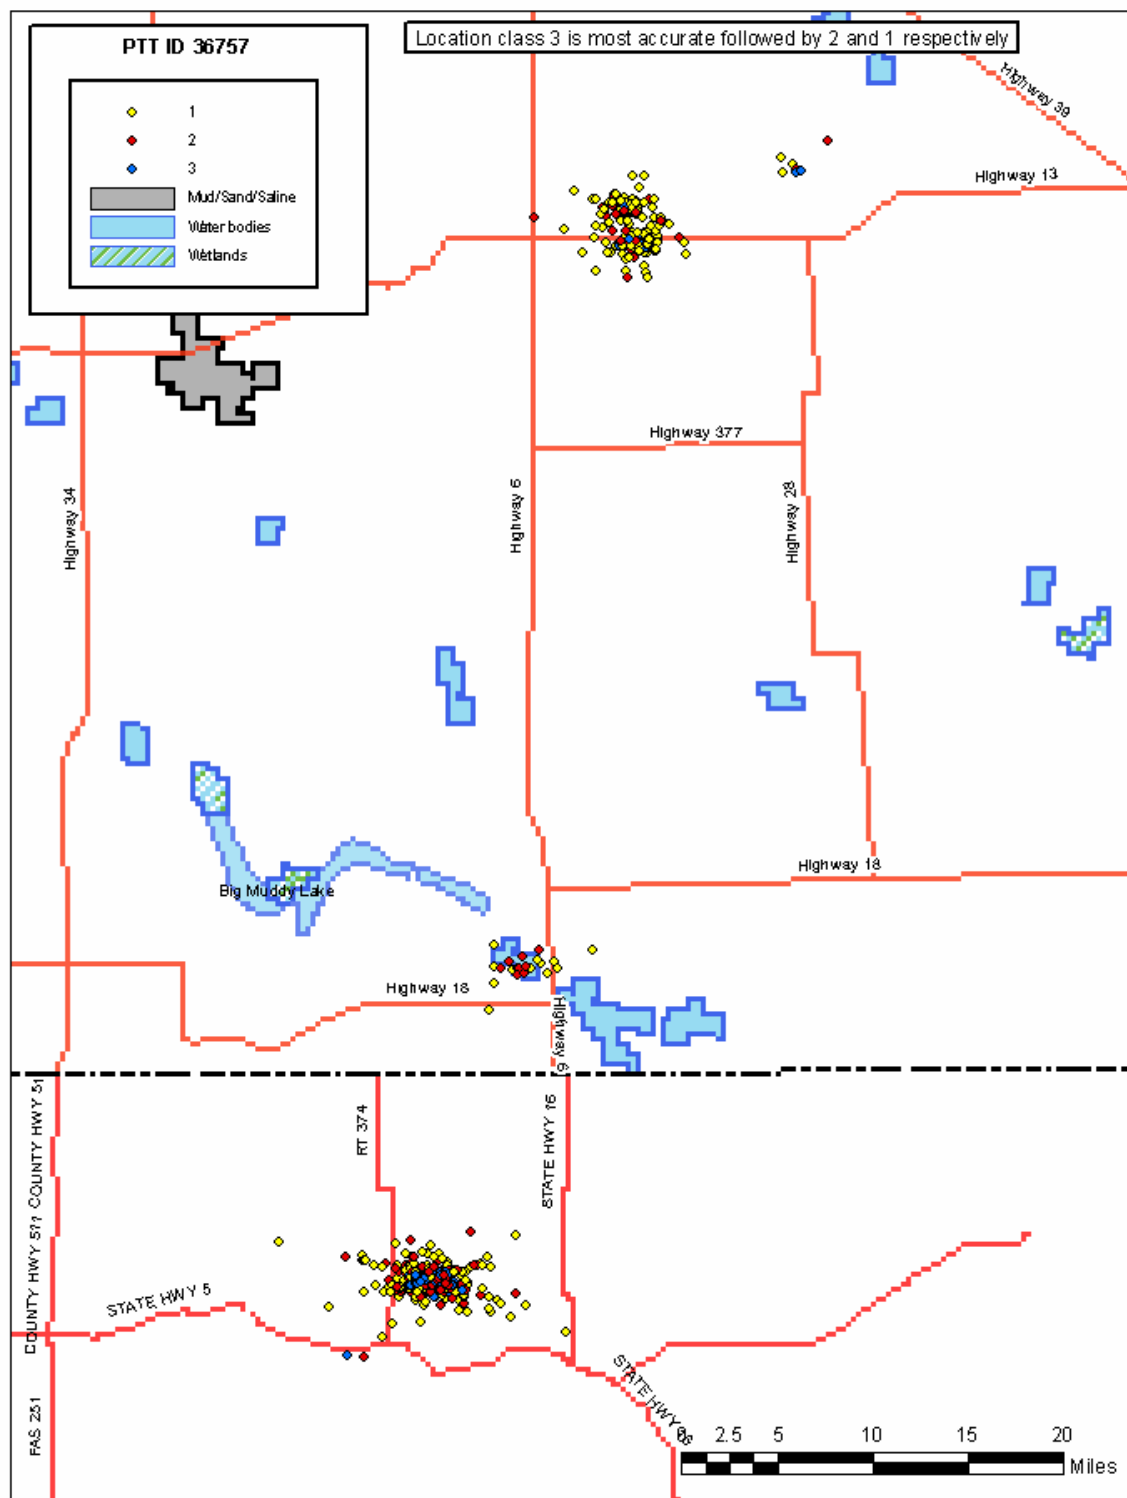 PTT ID 36757
Location class 3 is most accurate followed by 2 and 1 respectively
1
2
3
Mud/Sand/Saline
Water bodies
Wetlands
Highway 39
Highway 13
Highway 377
Highway 34
Highway 6
Highway 28
Highway 18
Big Muddy Lake
Highway 18
Highway 6
COUNTY HWY 511 COUNTY HWY 51
RT 374
STATE HWY 16
STATE HWY 5
STATE HWY
FAS 251
2.5 5 10 15 20
Miles